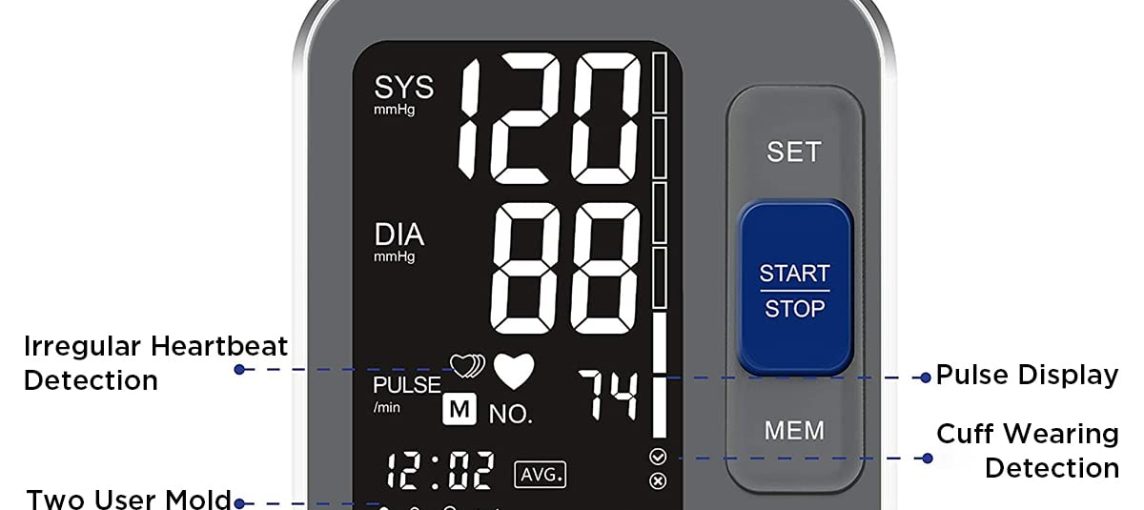 SYS
mmHg
120
DIA
mmHg
88
PULSE
/min
74
M
NO.
12:02
AVG.
SET
START
STOP
MEM
Irregular Heartbeat
Detection
Two User Mold
Pulse Display
Cuff Wearing
Detection